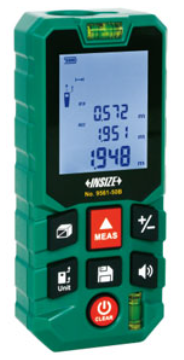 0.572
1.951
1.948
INSIZE
No. 9561-50B
MEAS
+/-
Unit
CLEAR